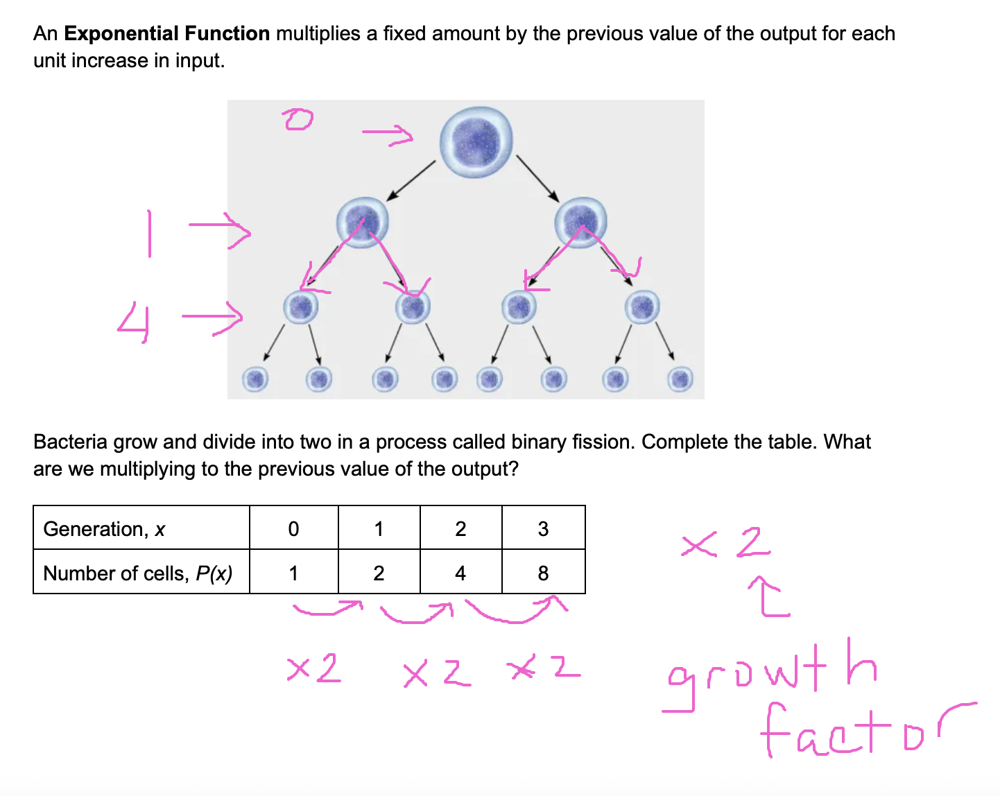 An Exponential Function multiplies a fixed amount by the previous value of the output for each
unit increase in input.
0
1
4
Bacteria grow and divide into two in a process called binary fission. Complete the table. What
are we multiplying to the previous value of the output?
Generation, x 0 1 2 3
Number of cells, P(x) 1 2 4 8
×2
×2 ×2 ×2
growth
factor